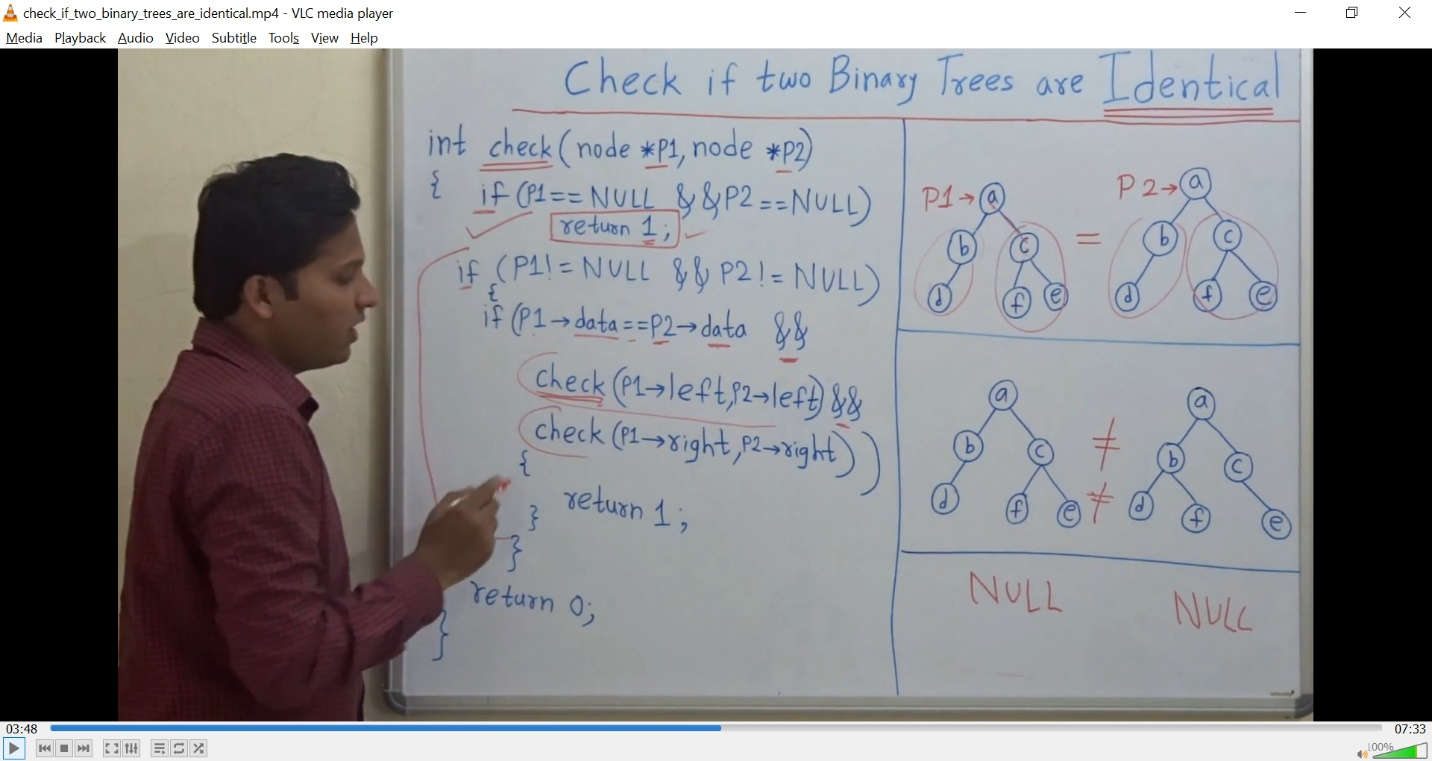 check_if_two_binary_trees_are_identical.mp4 - VLC media player
Media Playback Audio Video Subtitle Tools View Help
Check if two Binary Trees are Identical
int check(node *P1, node *P2)
{ if (P1== NULL && P2 ==NULL)
return 1;
if (P1!= NULL && P2 != NULL)
{
if (P1→data==P2→data &&
check(P1→left,P2→left) &&
check(P1→right,P2→right))
{
return 1;
}
}
return 0;
}
P1→ a
b c
d f e
=
P2→ a
b c
d f e
a
b c
d f e
≠
≠
a
b c
d f e
NULL NULL
03:48 07:33
100%